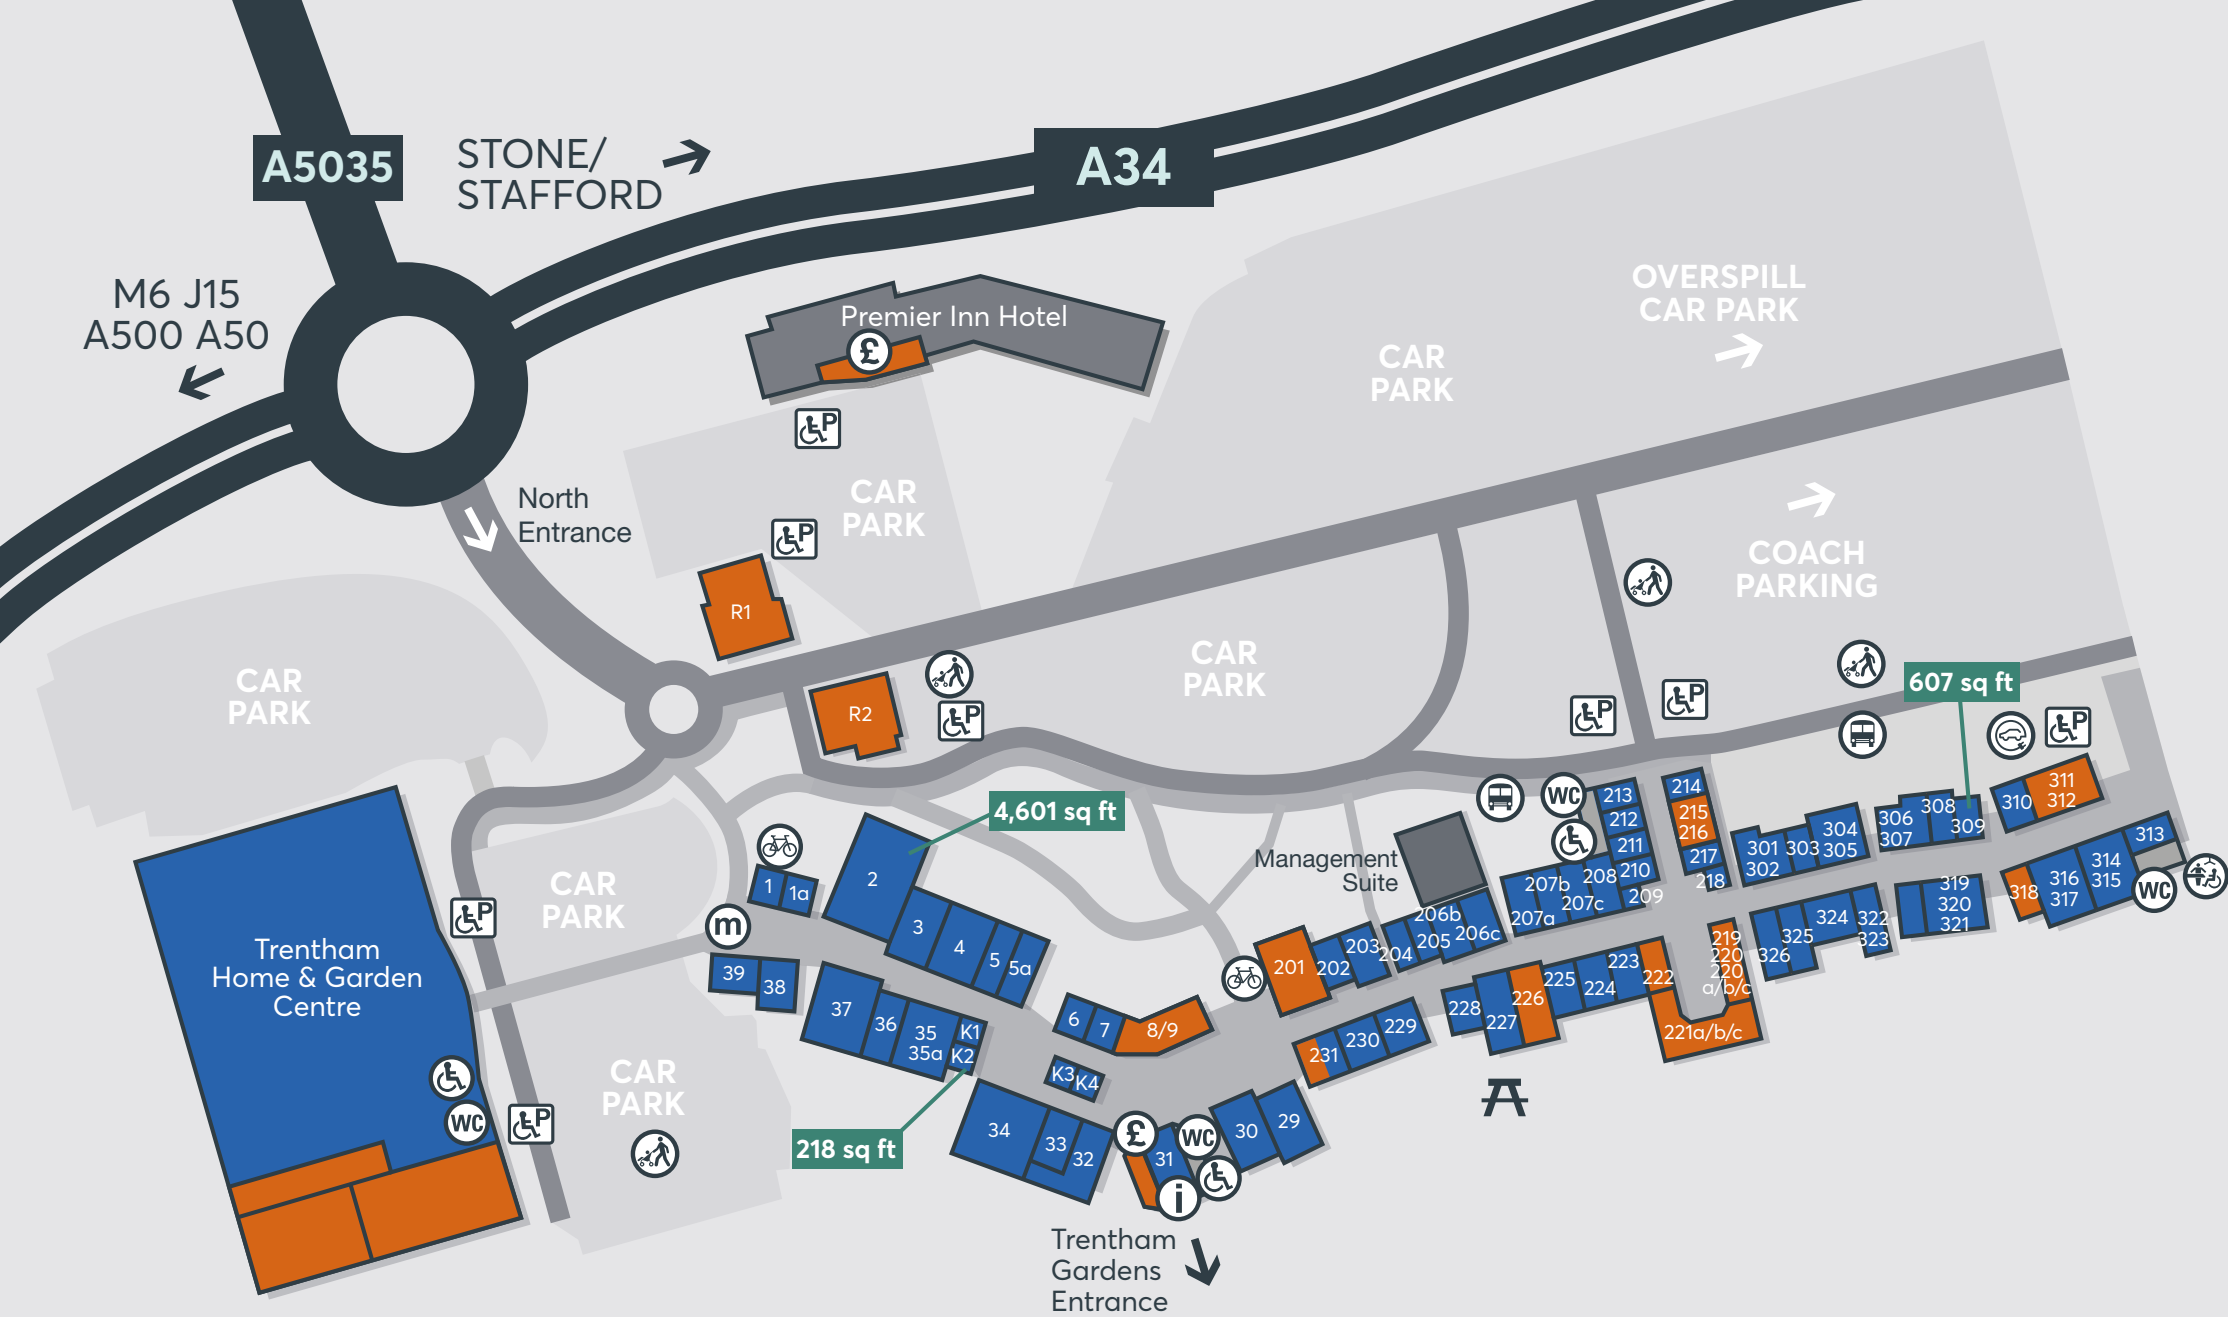 A5035
STONE/
STAFFORD
A34
M6 J15
A500 A50
Premier Inn Hotel
£
OVERSPILL
CAR PARK
CAR
PARK
P
North
Entrance
CAR
PARK
P
COACH
PARKING
R1
CAR
PARK
CAR
PARK
R2
P
P
P
607 sq ft
P
4,601 sq ft
WC
213
212
211
210
209
208
207b
207c
207a
214
215
216
217
218
301
302
303
304
305
306
307
308
309
310
311
312
313
314
315
316
317
318
WC
319
320
321
322
323
324
325
326
Management
Suite
206b
205
206c
204
203
202
201
1
1a
2
3
4
5
5a
m
39
38
37
36
35
35a
K1
K2
CAR
PARK
P
Trentham
Home & Garden
Centre
WC
P
CAR
PARK
218 sq ft
6
7
8/9
K3
K4
34
33
32
£
31
WC
i
30
29
231
230
229
228
227
226
225
224
223
222
219
220
220
a/b/c
221a/b/c
Trentham
Gardens
Entrance